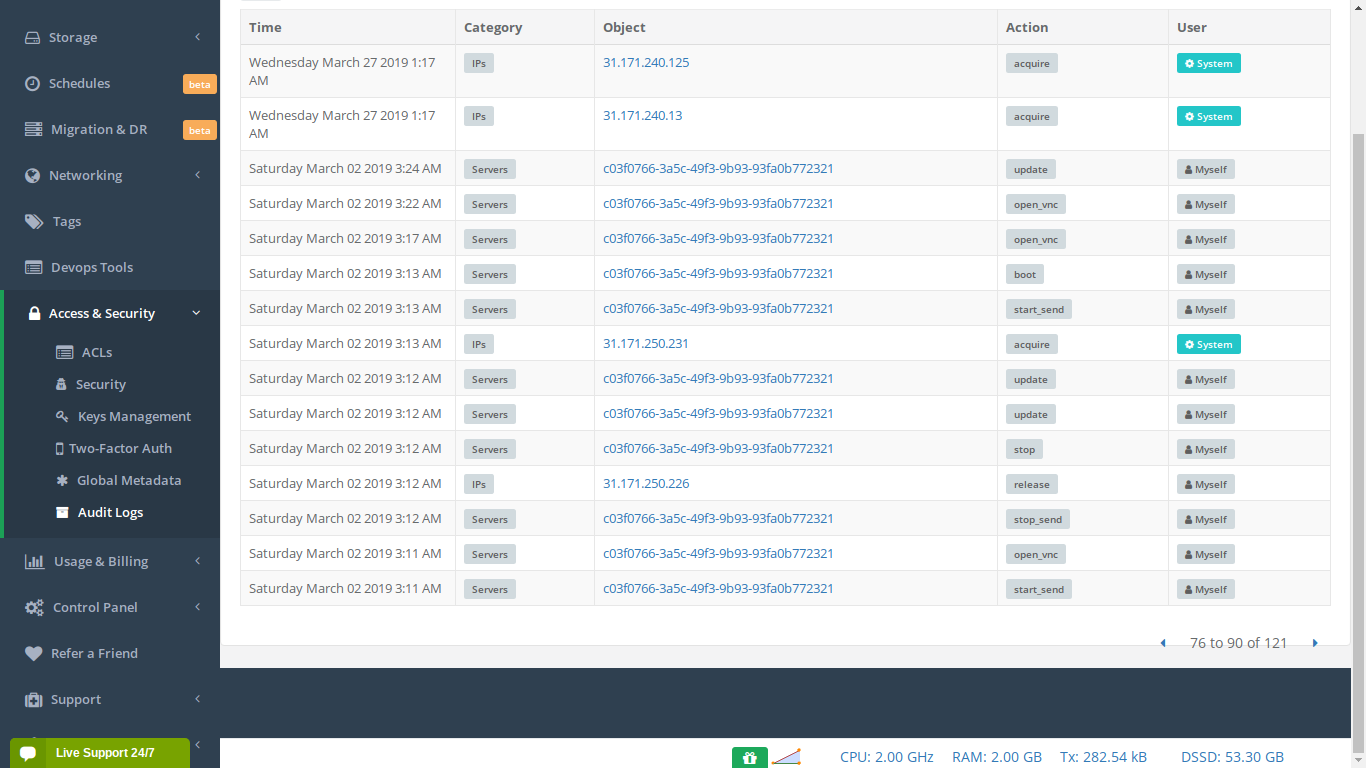 Storage
Schedules beta
Migration & DR beta
Networking
Tags
Devops Tools
Access & Security
ACLs
Security
Keys Management
Two-Factor Auth
Global Metadata
Audit Logs
Usage & Billing
Control Panel
Refer a Friend
Support
Live Support 24/7
Time Category Object Action User
Wednesday March 27 2019 1:17 AM IPs 31.171.240.125 acquire System
Wednesday March 27 2019 1:17 AM IPs 31.171.240.13 acquire System
Saturday March 02 2019 3:24 AM Servers c03f0766-3a5c-49f3-9b93-93fa0b772321 update Myself
Saturday March 02 2019 3:22 AM Servers c03f0766-3a5c-49f3-9b93-93fa0b772321 open_vnc Myself
Saturday March 02 2019 3:17 AM Servers c03f0766-3a5c-49f3-9b93-93fa0b772321 open_vnc Myself
Saturday March 02 2019 3:13 AM Servers c03f0766-3a5c-49f3-9b93-93fa0b772321 boot Myself
Saturday March 02 2019 3:13 AM Servers c03f0766-3a5c-49f3-9b93-93fa0b772321 start_send Myself
Saturday March 02 2019 3:13 AM IPs 31.171.250.231 acquire System
Saturday March 02 2019 3:12 AM Servers c03f0766-3a5c-49f3-9b93-93fa0b772321 update Myself
Saturday March 02 2019 3:12 AM Servers c03f0766-3a5c-49f3-9b93-93fa0b772321 update Myself
Saturday March 02 2019 3:12 AM Servers c03f0766-3a5c-49f3-9b93-93fa0b772321 stop Myself
Saturday March 02 2019 3:12 AM IPs 31.171.250.226 release Myself
Saturday March 02 2019 3:12 AM Servers c03f0766-3a5c-49f3-9b93-93fa0b772321 stop_send Myself
Saturday March 02 2019 3:11 AM Servers c03f0766-3a5c-49f3-9b93-93fa0b772321 open_vnc Myself
Saturday March 02 2019 3:11 AM Servers c03f0766-3a5c-49f3-9b93-93fa0b772321 start_send Myself
76 to 90 of 121
CPU: 2.00 GHz RAM: 2.00 GB Tx: 282.54 kB DSSD: 53.30 GB